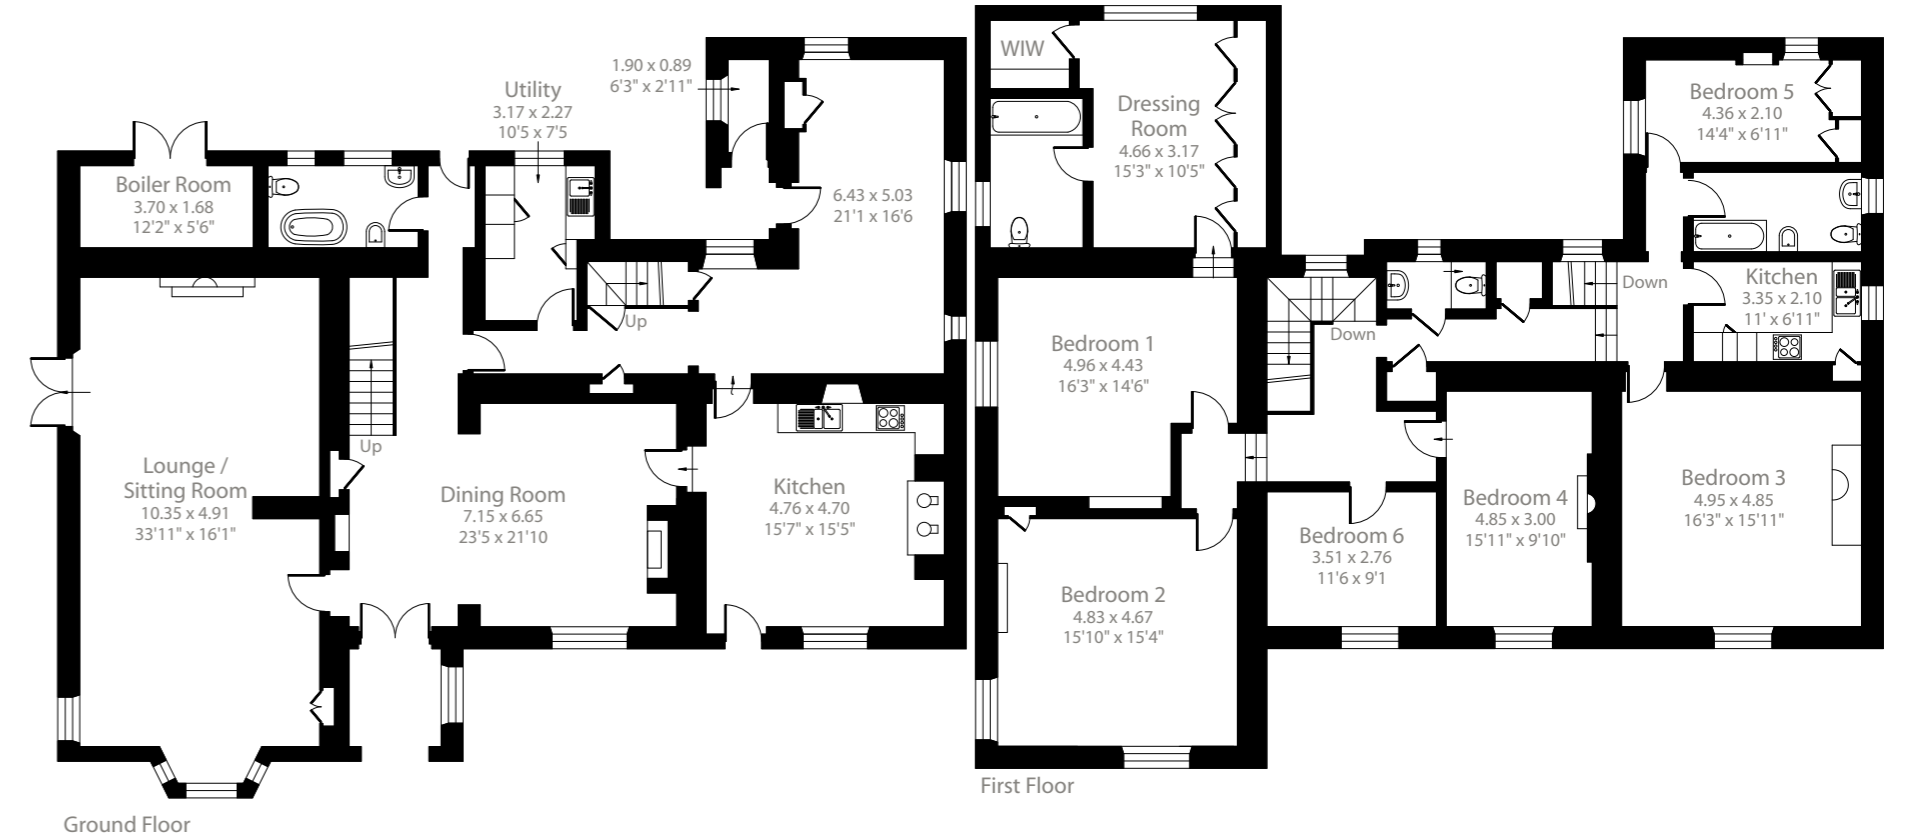 1.90 x 0.89
6'3" x 2'11"
Utility
3.17 x 2.27
10'5 x 7'5
Boiler Room
3.70 x 1.68
12'2" x 5'6"
6.43 x 5.03
21'1 x 16'6
Up
Up
Lounge /
Sitting Room
10.35 x 4.91
33'11" x 16'1"
Dining Room
7.15 x 6.65
23'5 x 21'10
Kitchen
4.76 x 4.70
15'7" x 15'5"
Ground Floor
WIW
Dressing
Room
4.66 x 3.17
15'3" x 10'5"
Bedroom 5
4.36 x 2.10
14'4" x 6'11"
Down
Kitchen
3.35 x 2.10
11' x 6'11"
Down
Bedroom 1
4.96 x 4.43
16'3" x 14'6"
Bedroom 3
4.95 x 4.85
16'3" x 15'11"
Bedroom 4
4.85 x 3.00
15'11" x 9'10"
Bedroom 6
3.51 x 2.76
11'6 x 9'1
Bedroom 2
4.83 x 4.67
15'10" x 15'4"
First Floor